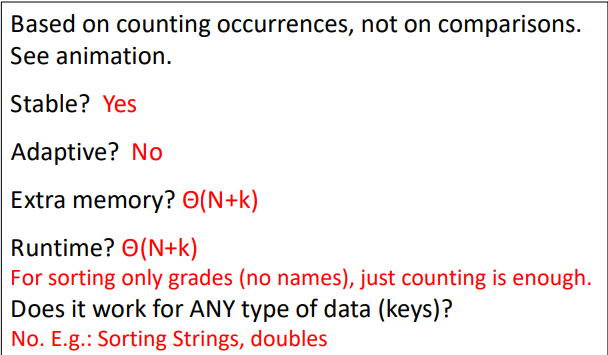 Based on counting occurrences, not on comparisons.
See animation.
Stable? Yes
Adaptive? No
Extra memory? Θ(N+k)
Runtime? Θ(N+k)
For sorting only grades (no names), just counting is enough.
Does it work for ANY type of data (keys)?
No. E.g.: Sorting Strings, doubles